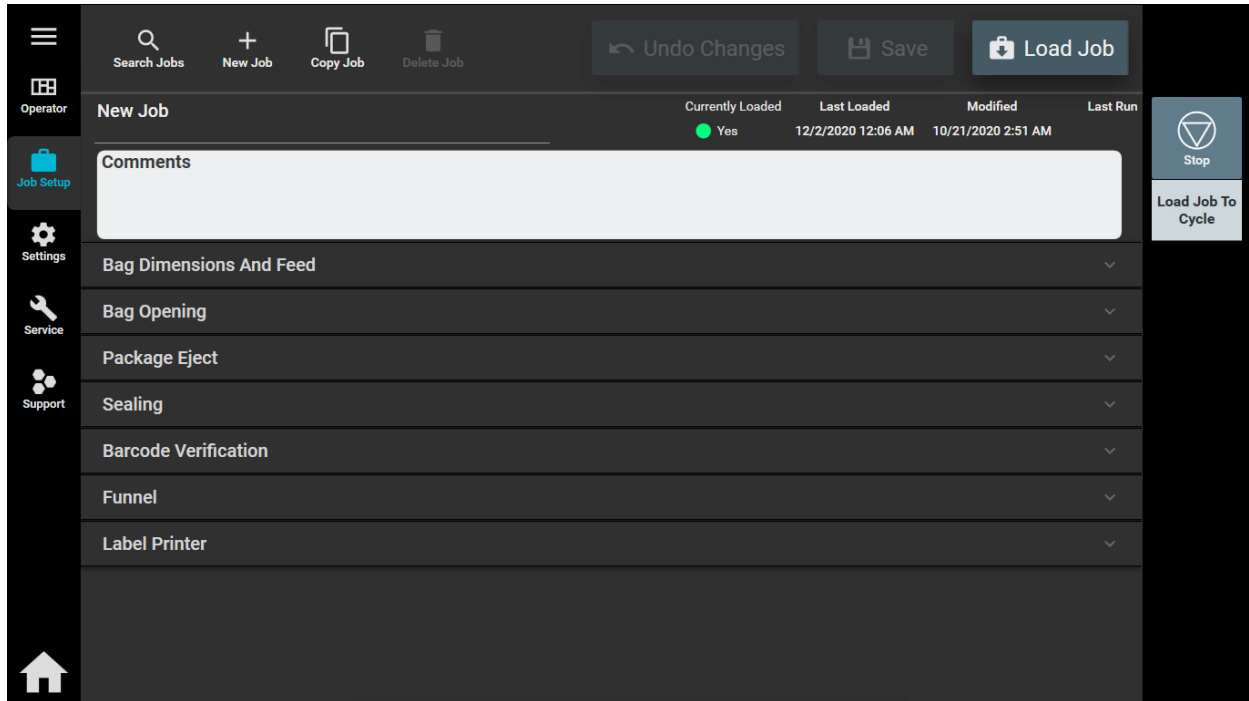 Search Jobs
New Job
Copy Job
Delete Job
Undo Changes
Save
Load Job
Operator
Job Setup
Settings
Service
Support
New Job
Currently Loaded
Yes
Last Loaded
12/2/2020 12:06 AM
Modified
10/21/2020 2:51 AM
Last Run
Comments
Bag Dimensions And Feed
Bag Opening
Package Eject
Sealing
Barcode Verification
Funnel
Label Printer
Stop
Load Job To
Cycle